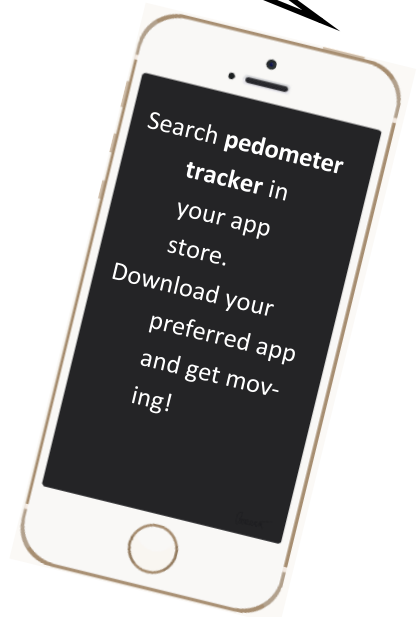 Search pedometer
tracker in
your app
store.
Download your
preferred app
and get mov-
ing!